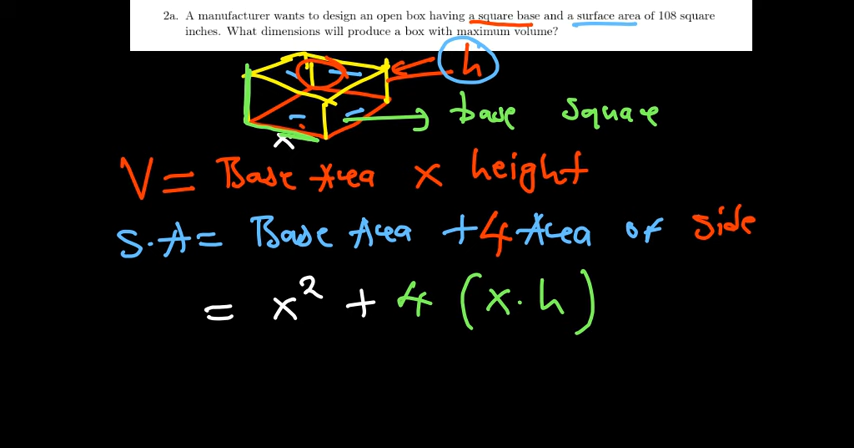 2a. A manufacturer wants to design an open box having a square base and a surface area of 108 square
inches. What dimensions will produce a box with maximum volume?
h
base square
x
V = Base Area × height
S.A = Base Area + 4 Area of side
= x² + 4 (x·h)